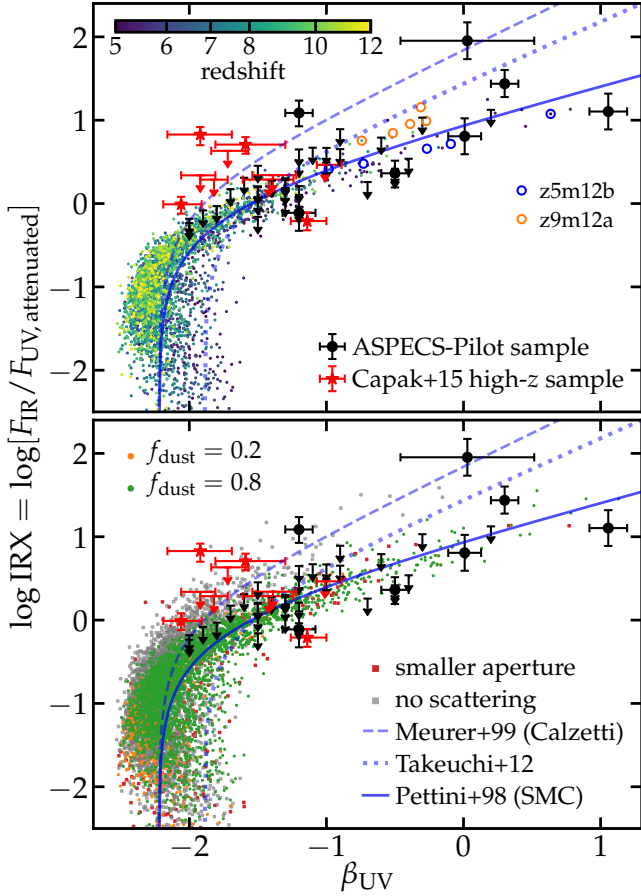 5 6 7 8 10 12
redshift
2
1
0
−1
−2
z5m12b
z9m12a
ASPECS-Pilot sample
Capak+15 high-z sample
log IRX = log[F_IR / F_UV, attenuated]
2
1
0
−1
−2
f_dust = 0.2
f_dust = 0.8
smaller aperture
no scattering
Meurer+99 (Calzetti)
Takeuchi+12
Pettini+98 (SMC)
−2 −1 0 1
β_UV